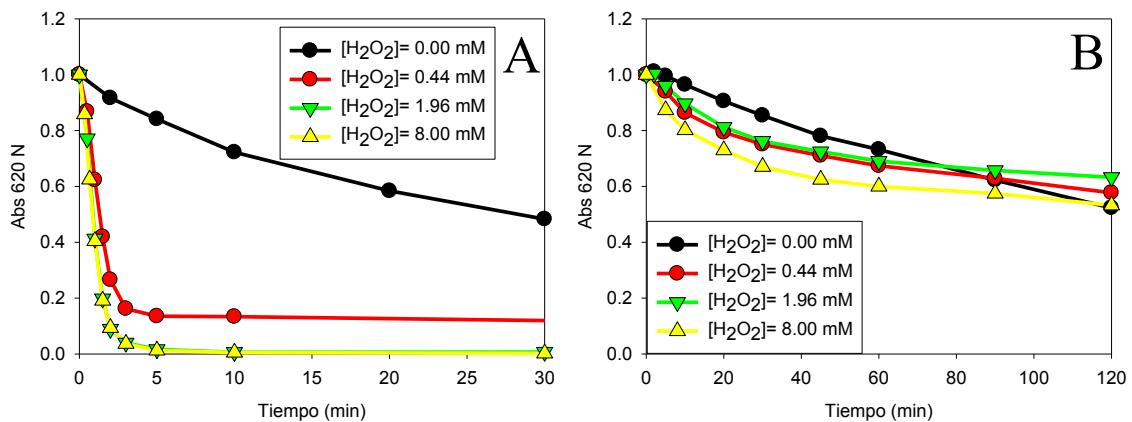 1.2
1.0
0.8
0.6
0.4
0.2
0.0
Abs 620 N
0
5
10
15
20
25
30
Tiempo (min)
[H2O2]= 0.00 mM
[H2O2]= 0.44 mM
[H2O2]= 1.96 mM
[H2O2]= 8.00 mM
A
1.2
1.0
0.8
0.6
0.4
0.2
0.0
Abs 620 N
0
20
40
60
80
100
120
Tiempo (min)
[H2O2]= 0.00 mM
[H2O2]= 0.44 mM
[H2O2]= 1.96 mM
[H2O2]= 8.00 mM
B